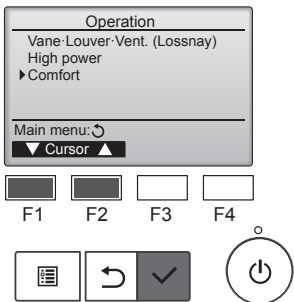 Operation
Vane·Louver·Vent. (Lossnay)
High power
Comfort
Main menu:
Cursor
F1 F2 F3 F4